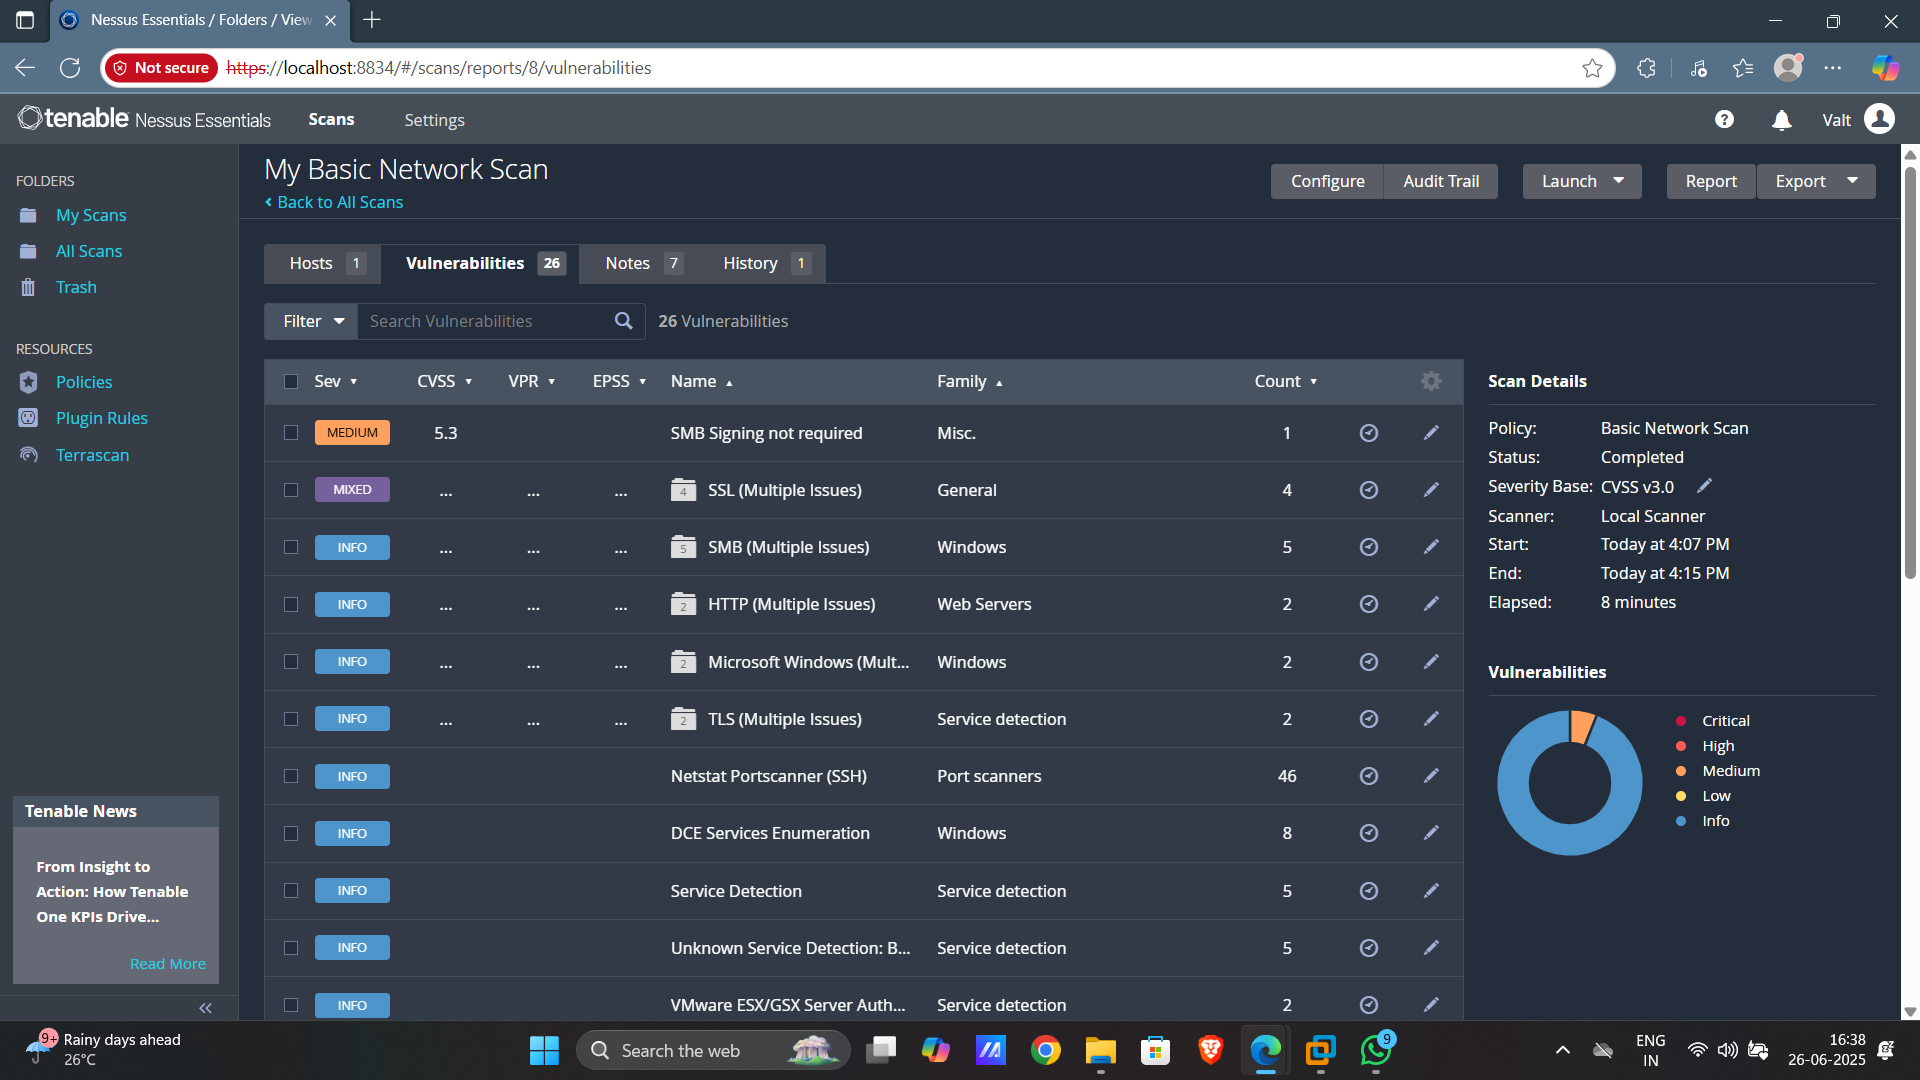 Nessus Essentials / Folders / View
Not secure
https://localhost:8834/#/scans/reports/8/vulnerabilities
tenable Nessus Essentials
Scans
Settings
Valt
FOLDERS
My Scans
All Scans
Trash
RESOURCES
Policies
Plugin Rules
Terrascan
Tenable News
From Insight to
Action: How Tenable
One KPIs Drive...
Read More
My Basic Network Scan
Back to All Scans
Configure
Audit Trail
Launch
Report
Export
Hosts 1
Vulnerabilities 26
Notes 7
History 1
Filter
Search Vulnerabilities
26 Vulnerabilities
Sev CVSS VPR EPSS Name Family Count
MEDIUM 5.3 SMB Signing not required Misc. 1
MIXED ... ... ... 4 SSL (Multiple Issues) General 4
INFO ... ... ... 5 SMB (Multiple Issues) Windows 5
INFO ... ... ... 2 HTTP (Multiple Issues) Web Servers 2
INFO ... ... ... 2 Microsoft Windows (Mult... Windows 2
INFO ... ... ... 2 TLS (Multiple Issues) Service detection 2
INFO Netstat Portscanner (SSH) Port scanners 46
INFO DCE Services Enumeration Windows 8
INFO Service Detection Service detection 5
INFO Unknown Service Detection: B... Service detection 5
INFO VMware ESX/GSX Server Auth... Service detection 2
Scan Details
Policy: Basic Network Scan
Status: Completed
Severity Base: CVSS v3.0
Scanner: Local Scanner
Start: Today at 4:07 PM
End: Today at 4:15 PM
Elapsed: 8 minutes
Vulnerabilities
Critical
High
Medium
Low
Info
9+
Rainy days ahead
26°C
Search the web
9
ENG
IN
16:38
26-06-2025